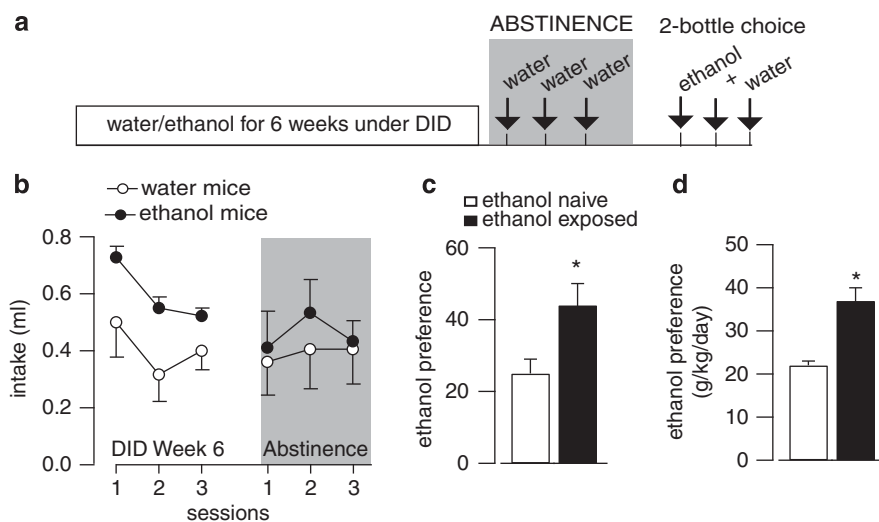 a
ABSTINENCE
2-bottle choice
water
water
water
ethanol
+
water
water/ethanol for 6 weeks under DID
b
water mice
ethanol mice
0.8
0.6
0.4
0.2
0.0
intake (ml)
DID Week 6
Abstinence
1 2 3 1 2 3
sessions
c
ethanol naive
ethanol exposed
60
40
20
0
ethanol preference
*
d
50
40
30
20
10
0
ethanol preference
(g/kg/day)
*